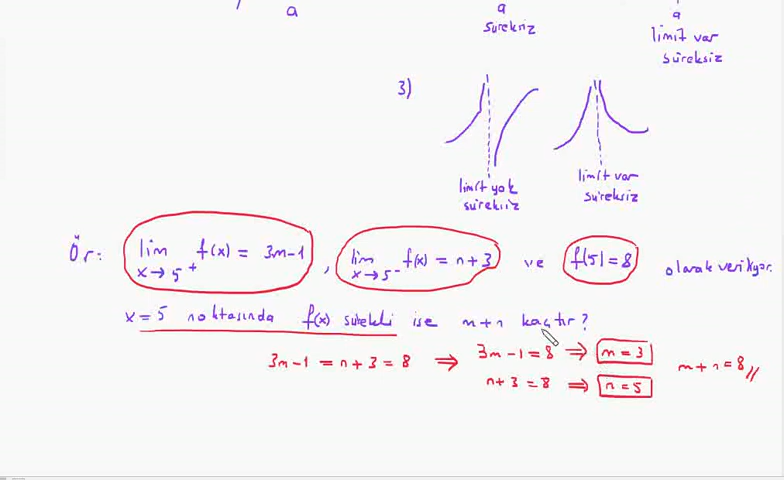 a
a
süreksiz
a
limit var
süreksiz
3)
limit yok
süreksiz
limit var
süreksiz
Ör: lim x→5⁺ f(x) = 3m-1 , lim x→5⁻ f(x) = n+3 ve f(5)=8 olarak veriliyor.
x=5 noktasında f(x) sürekli ise m+n kaçtır?
3m-1 = n+3 = 8 ⇒ 3m-1=8 ⇒ m=3
n+3=8 ⇒ n=5
m+n=8//